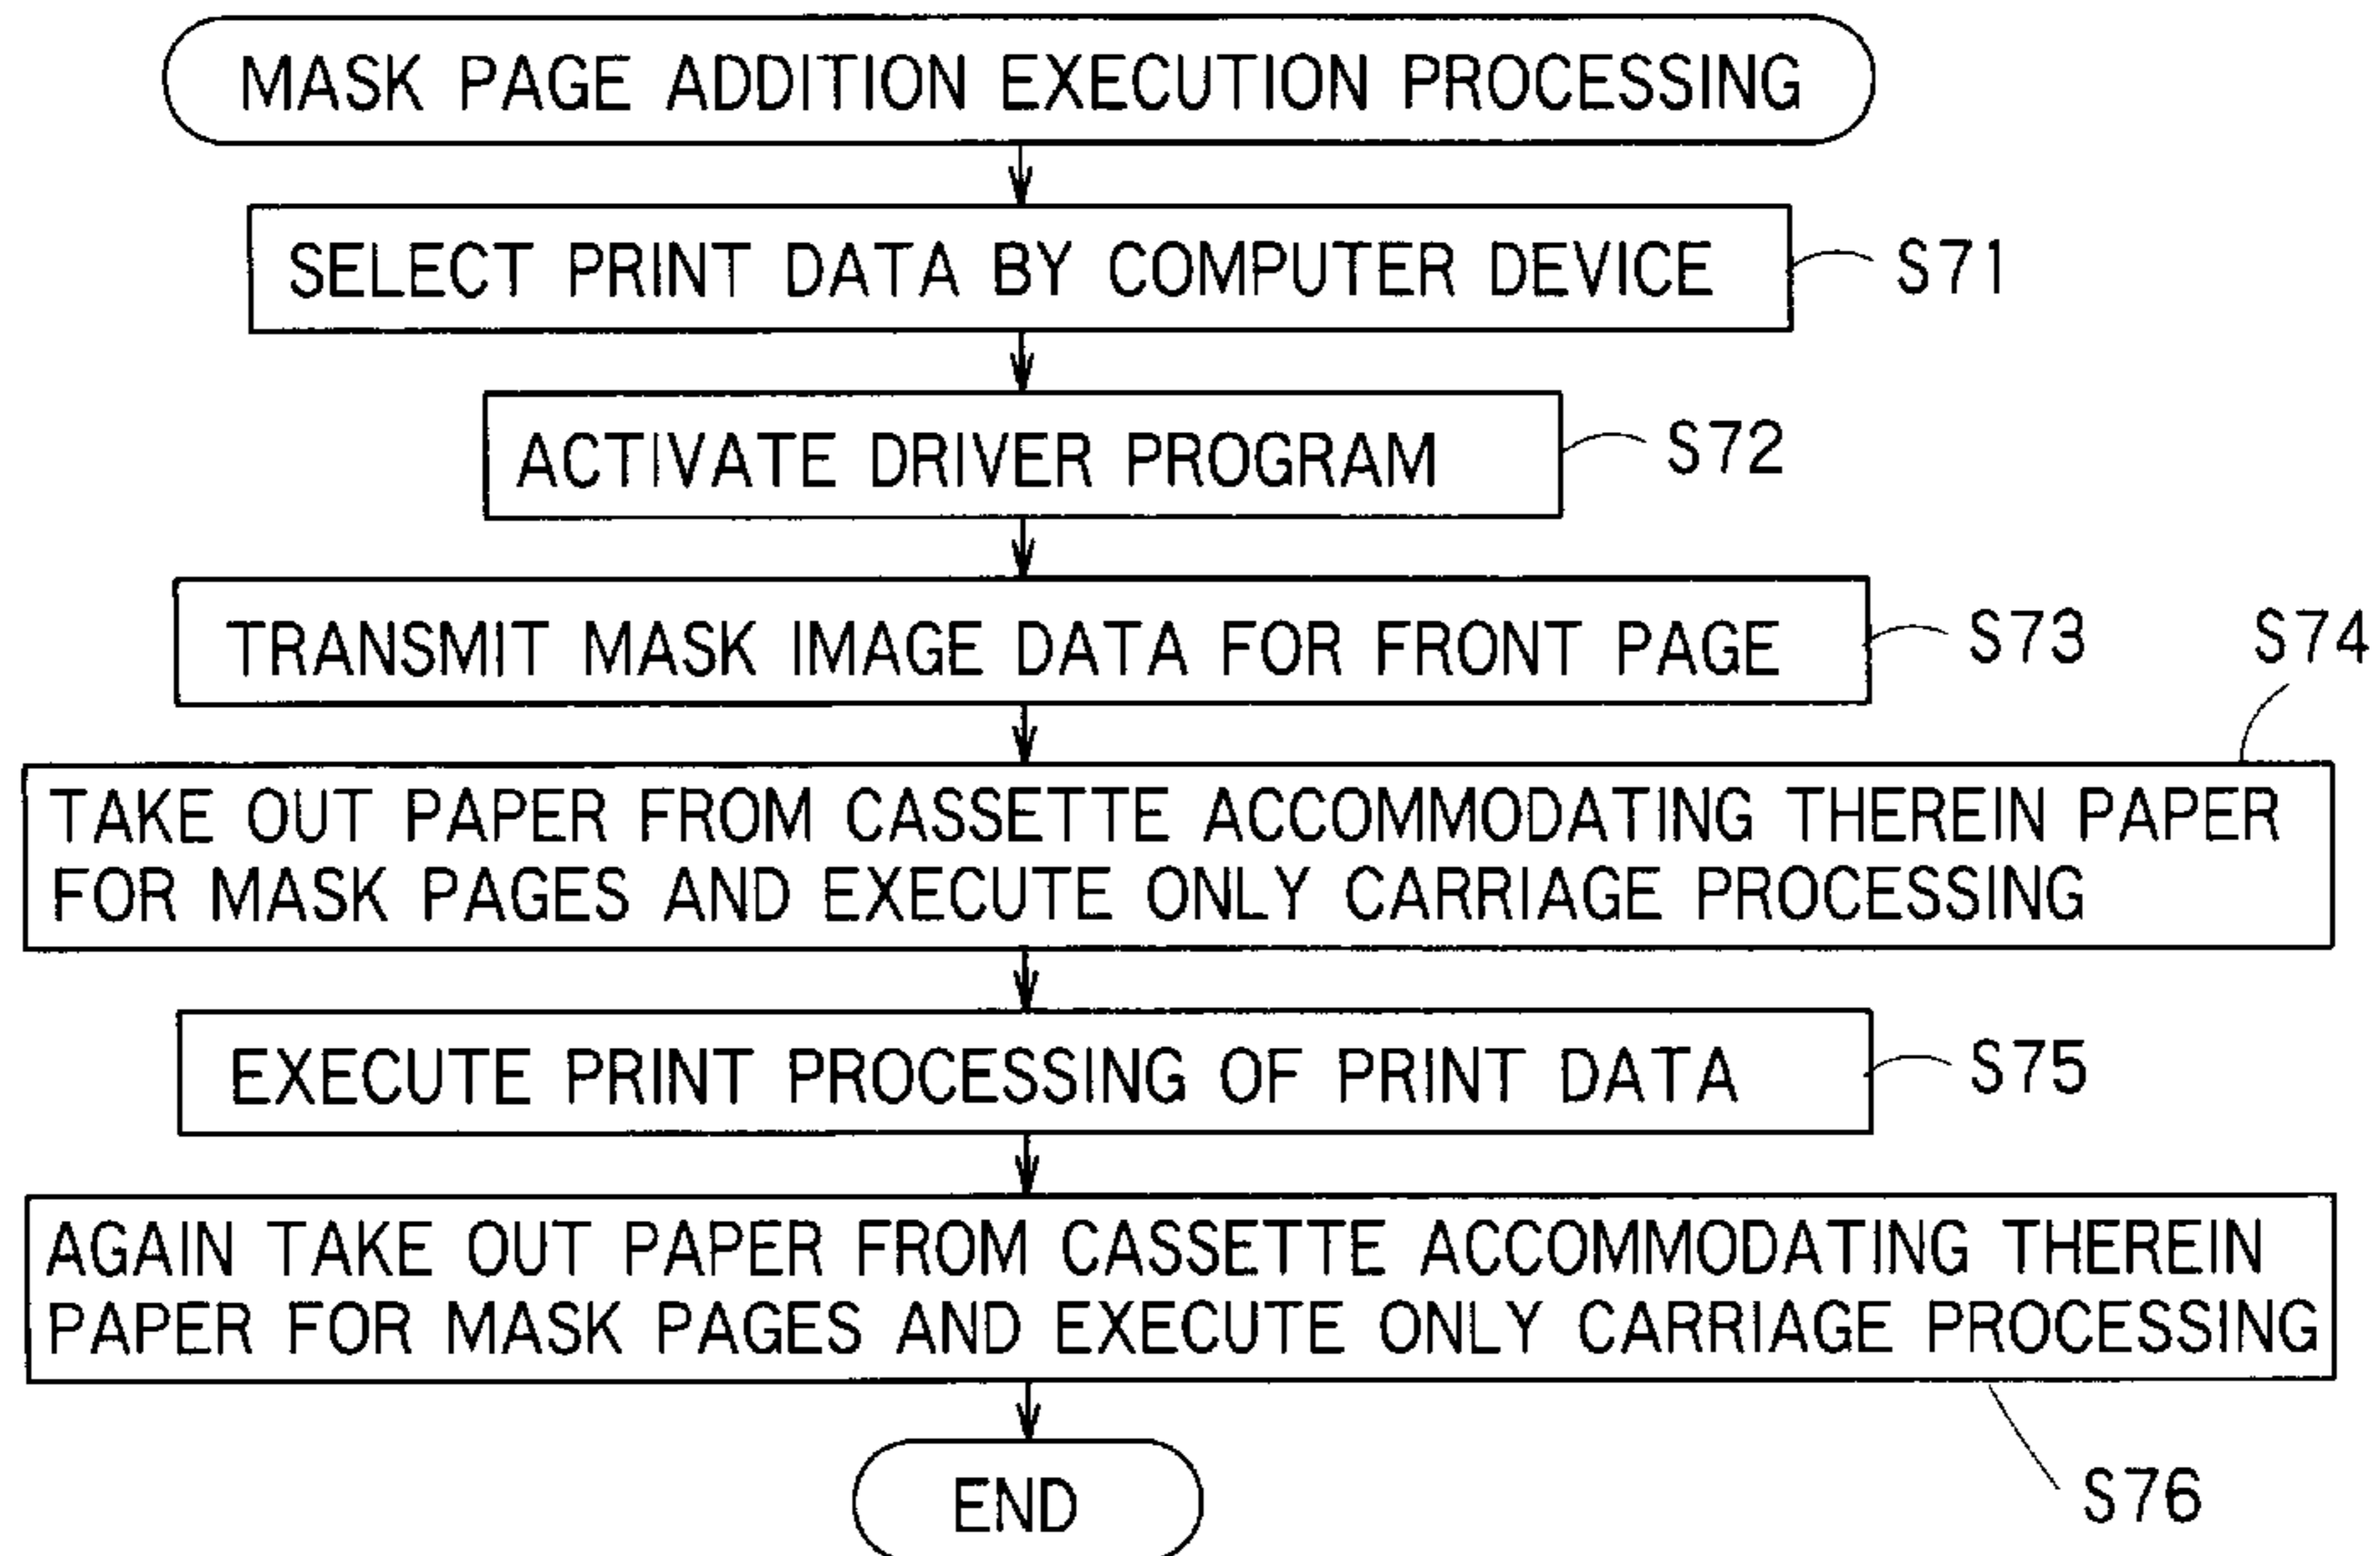 MASK PAGE ADDITION EXECUTION PROCESSING
SELECT PRINT DATA BY COMPUTER DEVICE
S71
ACTIVATE DRIVER PROGRAM
S72
TRANSMIT MASK IMAGE DATA FOR FRONT PAGE
S73
S74
TAKE OUT PAPER FROM CASSETTE ACCOMMODATING THEREIN PAPER
FOR MASK PAGES AND EXECUTE ONLY CARRIAGE PROCESSING
EXECUTE PRINT PROCESSING OF PRINT DATA
S75
AGAIN TAKE OUT PAPER FROM CASSETTE ACCOMMODATING THEREIN
PAPER FOR MASK PAGES AND EXECUTE ONLY CARRIAGE PROCESSING
S76
END